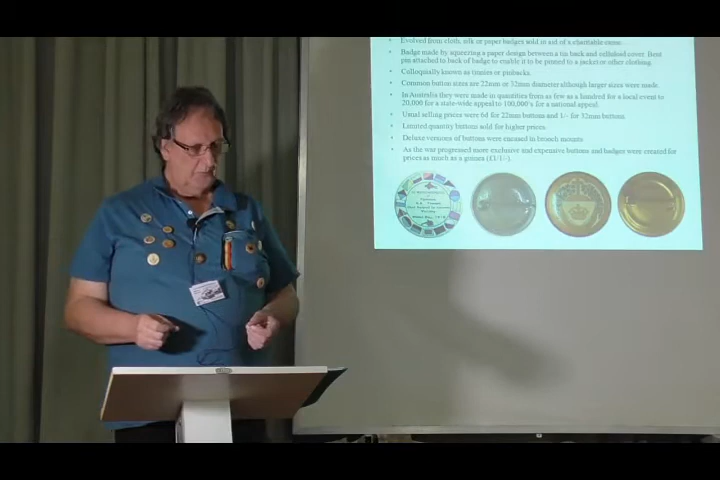 • Evolved from cloth, silk or paper badges sold in aid of a charitable cause.
• Badge made by squeezing a paper design between a tin back and celluloid cover. Bent
pin attached to back of badge to enable it to be pinned to a jacket or other clothing.
• Colloquially known as tinnies or pinbacks.
• Common button sizes are 22mm or 32mm diameter although larger sizes were made.
• In Australia they were made in quantities from as few as a hundred for a local event to
20,000 for a state-wide appeal to 100,000's for a national appeal.
• Usual selling prices were 6d for 22mm buttons and 1/- for 32mm buttons.
• Limited quantity buttons sold for higher prices.
• Deluxe versions of buttons were encased in brooch mounts.
• As the war progressed more exclusive and expensive buttons and badges were created for
prices as much as a guinea (£1/1/-).